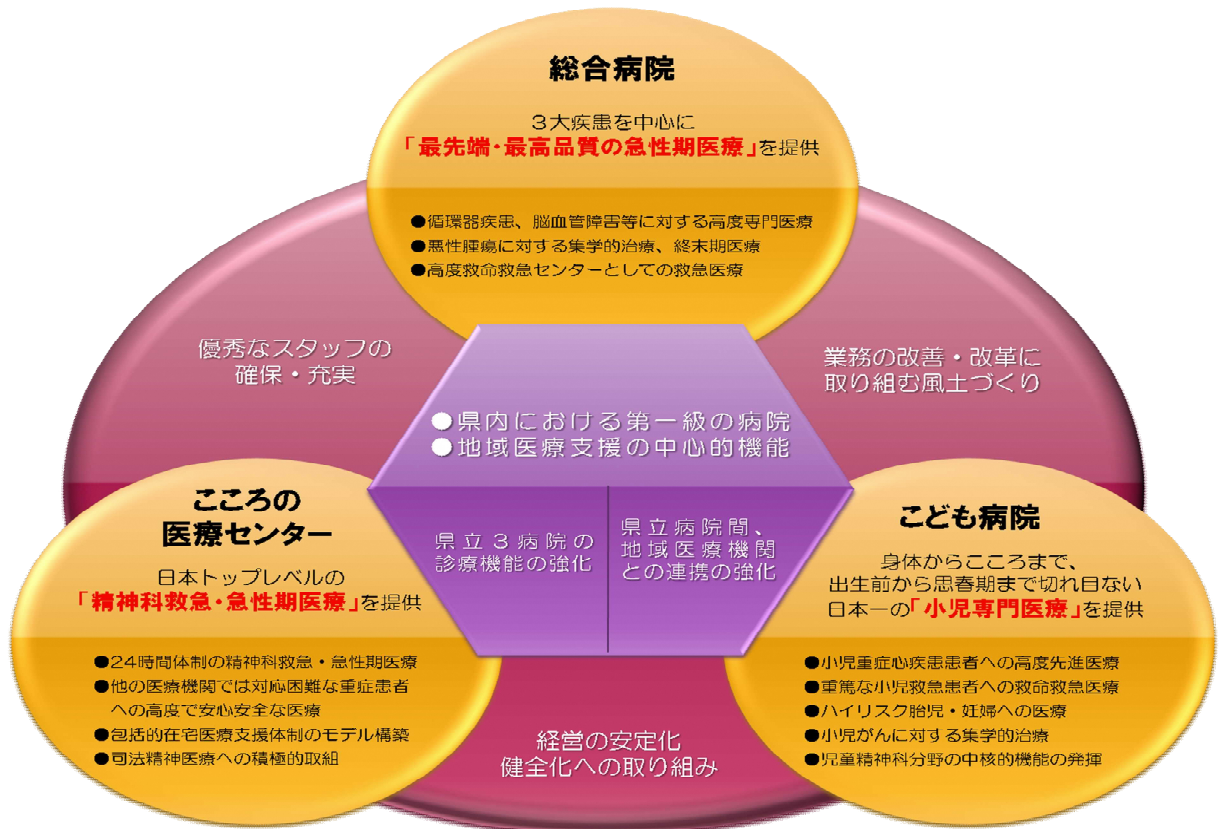 総合病院
3大疾患を中心に
「最先端・最高品質の急性期医療」を提供
●循環器疾患、脳血管障害等に対する高度専門医療
●悪性腫瘍に対する集学的治療、終末期医療
●高度救命救急センターとしての救急医療
優秀なスタッフの
確保・充実
業務の改善・改革に
取り組む風土づくり
●県内における第一級の病院
●地域医療支援の中心的機能
県立3病院の
診療機能の強化
県立病院間、
地域医療機関
との連携の強化
こころの
医療センター
日本トップレベルの
「精神科救急・急性期医療」を提供
●24時間体制の精神科救急・急性期医療
●他の医療機関では対応困難な重症患者
への高度で安心安全な医療
●包括的在宅医療支援体制のモデル構築
●司法精神医療への積極的取組
こども病院
身体からこころまで、
出生前から思春期まで切れ目ない
日本一の「小児専門医療」を提供
●小児重症心疾患患者への高度先進医療
●重篤な小児救急患者への救命救急医療
●ハイリスク胎児・妊婦への医療
●小児がんに対する集学的治療
●児童精神科分野の中核的機能の発揮
経営の安定化
健全化への取り組み